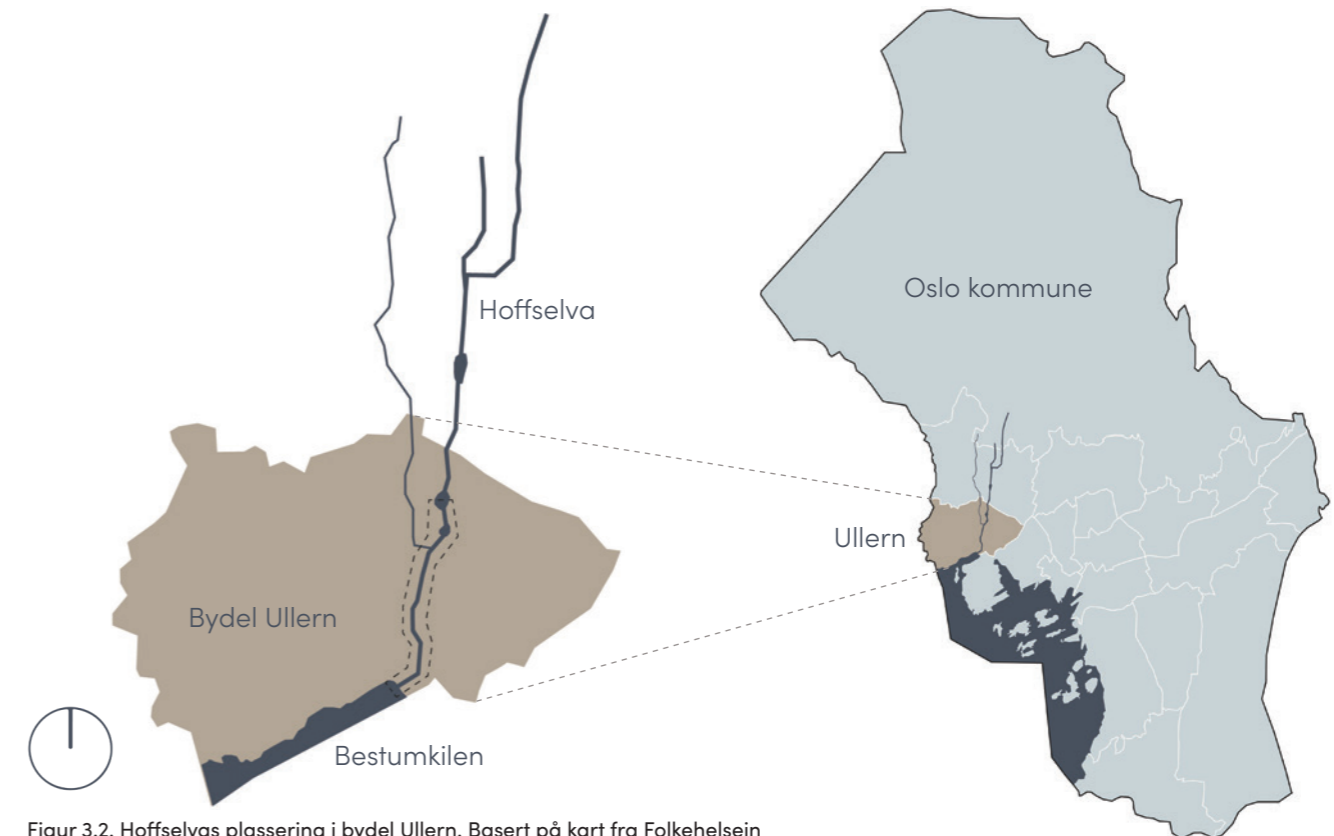 Hoffselva
Oslo kommune
Ullern
Bydel Ullern
Bestumkilen
Figur 3.2. Hoffselvas plassering i bydel Ullern. Basert på kart fra Folkehelsein